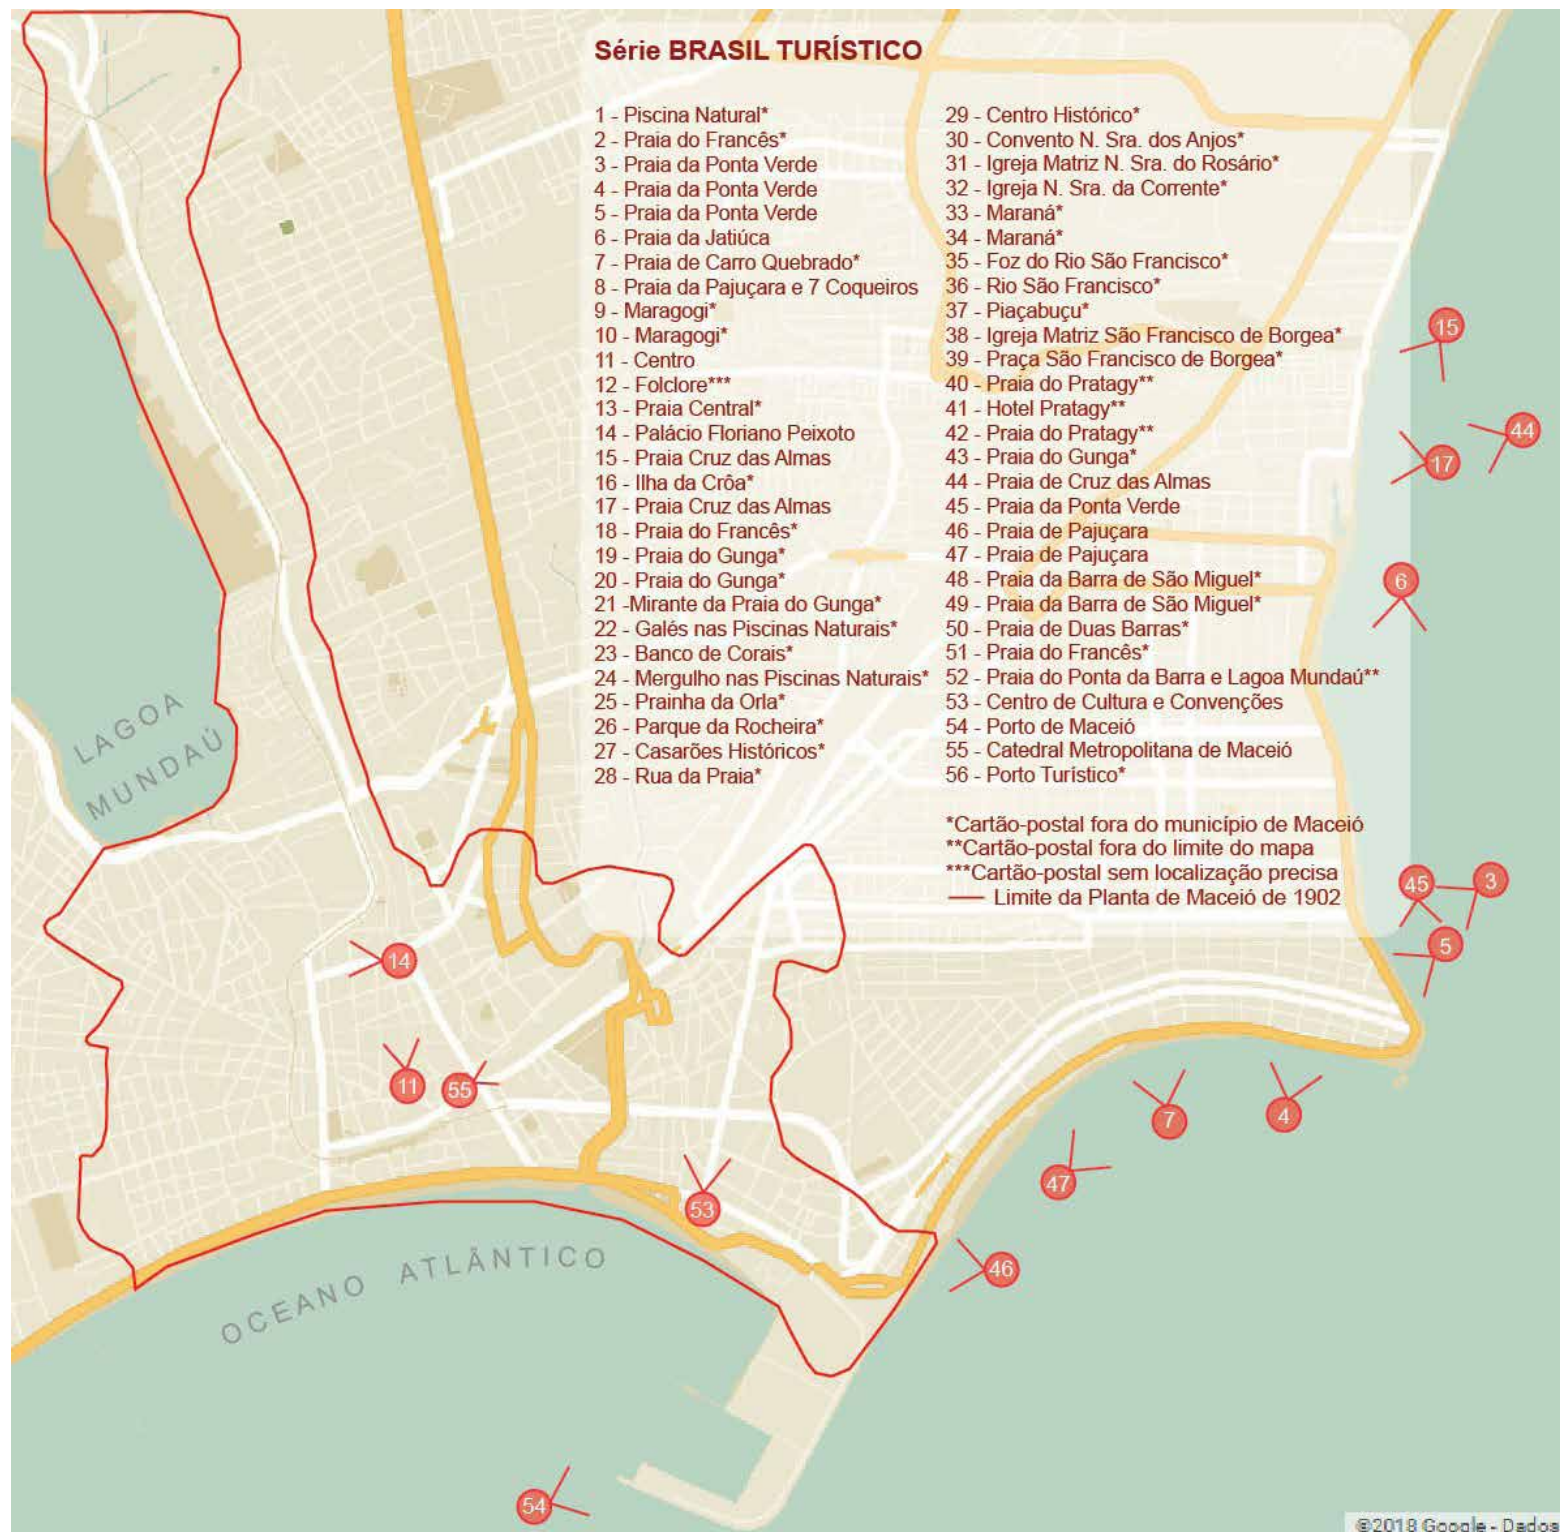 Série BRASIL TURÍSTICO
1 - Piscina Natural*
2 - Praia do Francês*
3 - Praia da Ponta Verde
4 - Praia da Ponta Verde
5 - Praia da Ponta Verde
6 - Praia da Jatiúca
7 - Praia de Carro Quebrado*
8 - Praia da Pajuçara e 7 Coqueiros
9 - Maragogi*
10 - Maragogi*
11 - Centro
12 - Folclore***
13 - Praia Central*
14 - Palácio Floriano Peixoto
15 - Praia Cruz das Almas
16 - Ilha da Crôa*
17 - Praia Cruz das Almas
18 - Praia do Francês*
19 - Praia do Gunga*
20 - Praia do Gunga*
21 -Mirante da Praia do Gunga*
22 - Galés nas Piscinas Naturais*
23 - Banco de Corais*
24 - Mergulho nas Piscinas Naturais*
25 - Prainha da Orla*
26 - Parque da Rocheira*
27 - Casarões Históricos*
28 - Rua da Praia*
29 - Centro Histórico*
30 - Convento N. Sra. dos Anjos*
31 - Igreja Matriz N. Sra. do Rosário*
32 - Igreja N. Sra. da Corrente*
33 - Maraná*
34 - Maraná*
35 - Foz do Rio São Francisco*
36 - Rio São Francisco*
37 - Piaçabuçu*
38 - Igreja Matriz São Francisco de Borgea*
39 - Praça São Francisco de Borgea*
40 - Praia do Pratagy**
41 - Hotel Pratagy**
42 - Praia do Pratagy**
43 - Praia do Gunga*
44 - Praia de Cruz das Almas
45 - Praia da Ponta Verde
46 - Praia de Pajuçara
47 - Praia de Pajuçara
48 - Praia da Barra de São Miguel*
49 - Praia da Barra de São Miguel*
50 - Praia de Duas Barras*
51 - Praia do Francês*
52 - Praia do Ponta da Barra e Lagoa Mundaú**
53 - Centro de Cultura e Convenções
54 - Porto de Maceió
55 - Catedral Metropolitana de Maceió
56 - Porto Turístico*
*Cartão-postal fora do município de Maceió
**Cartão-postal fora do limite do mapa
***Cartão-postal sem localização precisa
Limite da Planta de Maceió de 1902
15
44
17
6
LAGOA
MUNDAÚ
45
3
5
14
11
55
7
4
47
53
46
OCEANO ATLÂNTICO
54
©2018 Google - Dados